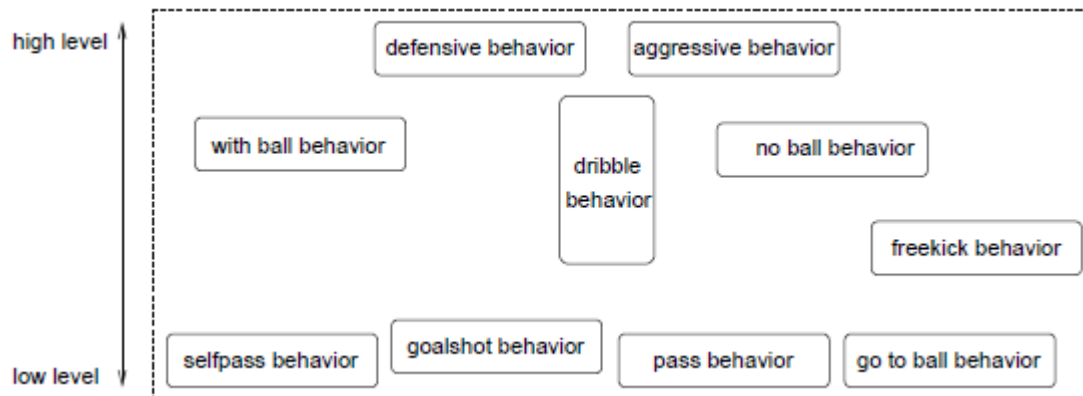 high level
defensive behavior
aggressive behavior
with ball behavior
no ball behavior
dribble
behavior
freekick behavior
selfpass behavior
goalshot behavior
pass behavior
go to ball behavior
low level